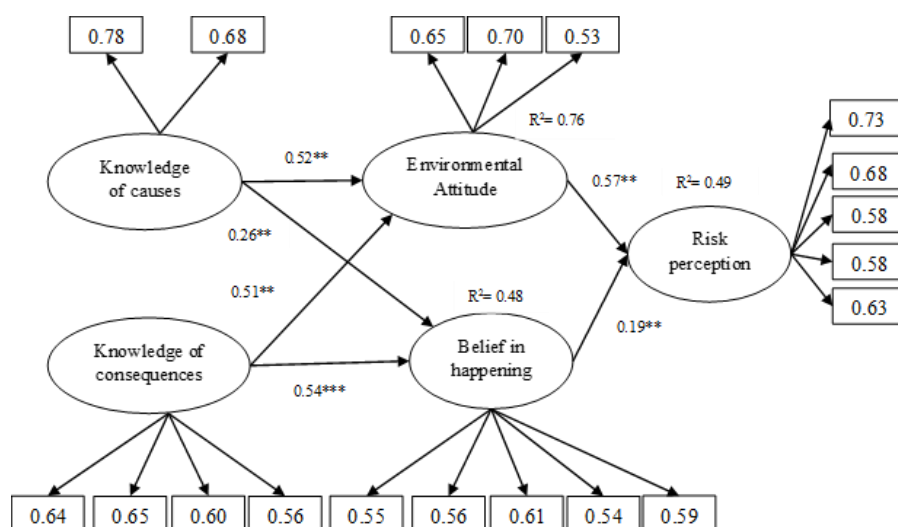 0.78 0.68 0.65 0.70 0.53
R²= 0.76
0.73
Knowledge
of causes
0.52**
Environmental
Attitude
0.57**
R²= 0.49
0.68
0.58
0.26**
Risk
perception
0.58
0.51**
R²= 0.48
0.63
Knowledge of
consequences
0.54***
Belief in
happening
0.19**
0.64 0.65 0.60 0.56 0.55 0.56 0.61 0.54 0.59